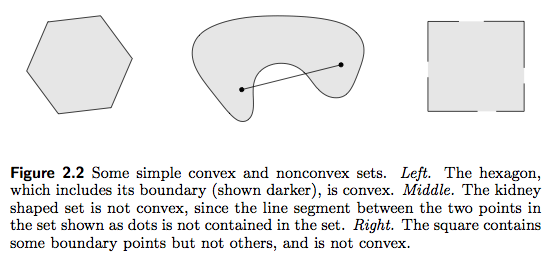 Figure 2.2 Some simple convex and nonconvex sets. Left. The hexagon,
which includes its boundary (shown darker), is convex. Middle. The kidney
shaped set is not convex, since the line segment between the two points in
the set shown as dots is not contained in the set. Right. The square contains
some boundary points but not others, and is not convex.